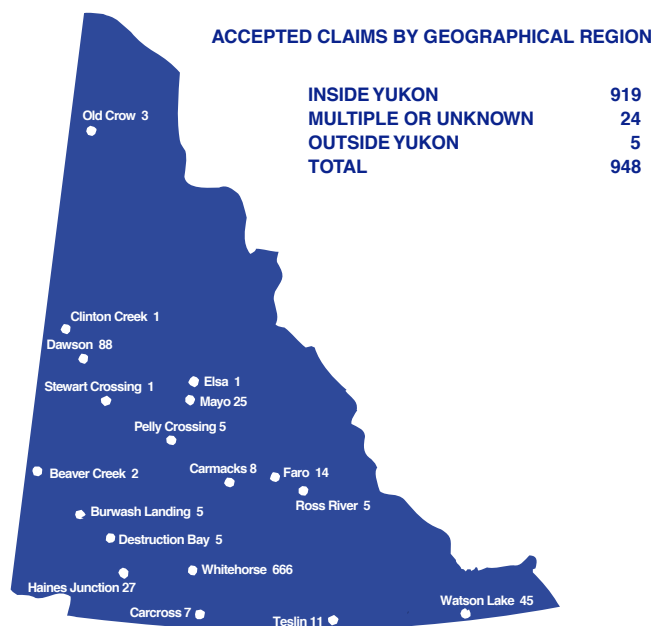 ACCEPTED CLAIMS BY GEOGRAPHICAL REGION
INSIDE YUKON 919
MULTIPLE OR UNKNOWN 24
OUTSIDE YUKON 5
TOTAL 948
Old Crow 3
Clinton Creek 1
Dawson 88
Stewart Crossing 1
Elsa 1
Mayo 25
Pelly Crossing 5
Beaver Creek 2
Carmacks 8
Faro 14
Ross River 5
Burwash Landing 5
Destruction Bay 5
Whitehorse 666
Haines Junction 27
Carcross 7
Teslin 11
Watson Lake 45